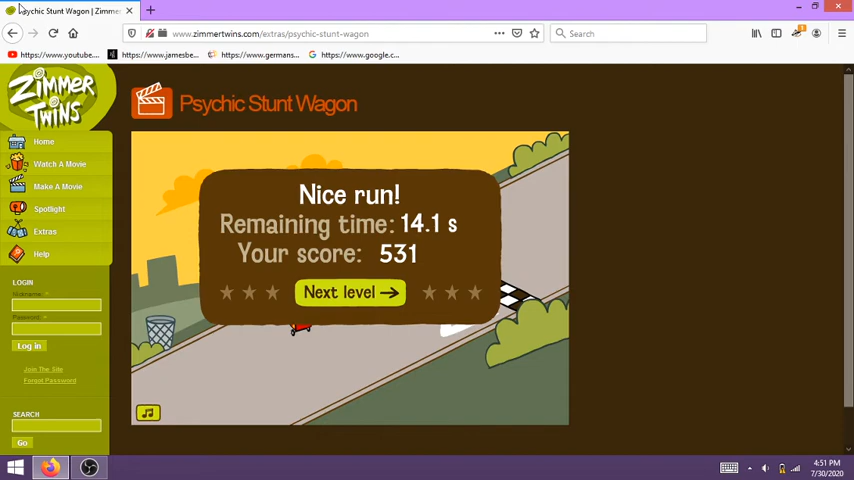 Psychic Stunt Wagon | Zimmer
www.zimmertwins.com/extras/psychic-stunt-wagon
Search
https://www.youtube....
https://www.jamesbe...
https://www.germans...
https://www.google.c...
ZIMMER
TWINS
Psychic Stunt Wagon
Home
Watch A Movie
Make A Movie
Spotlight
Extras
Help
Nice run!
Remaining time: 14.1 s
Your score: 531
Next level
LOGIN
Nickname:
Password:
Log in
Join The Site
Forgot Password
SEARCH
Go
4:51 PM
7/30/2020